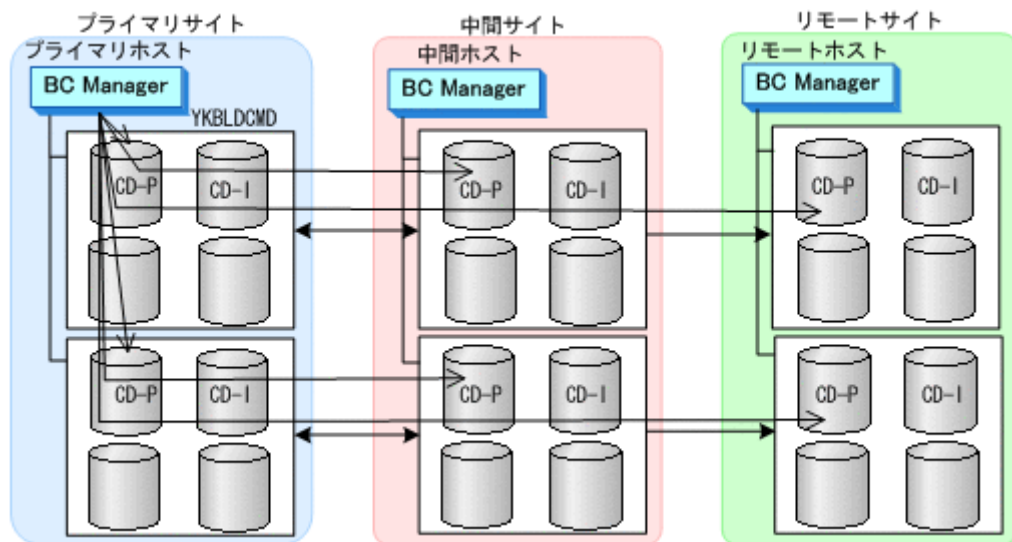 プライマリサイト
中間サイト
リモートサイト
プライマリホスト
中間ホスト
リモートホスト
BC Manager
BC Manager
BC Manager
YKBLDCMD
CD-P
CD-I
CD-P
CD-I
CD-P
CD-I
CD-P
CD-I
CD-P
CD-I
CD-P
CD-I